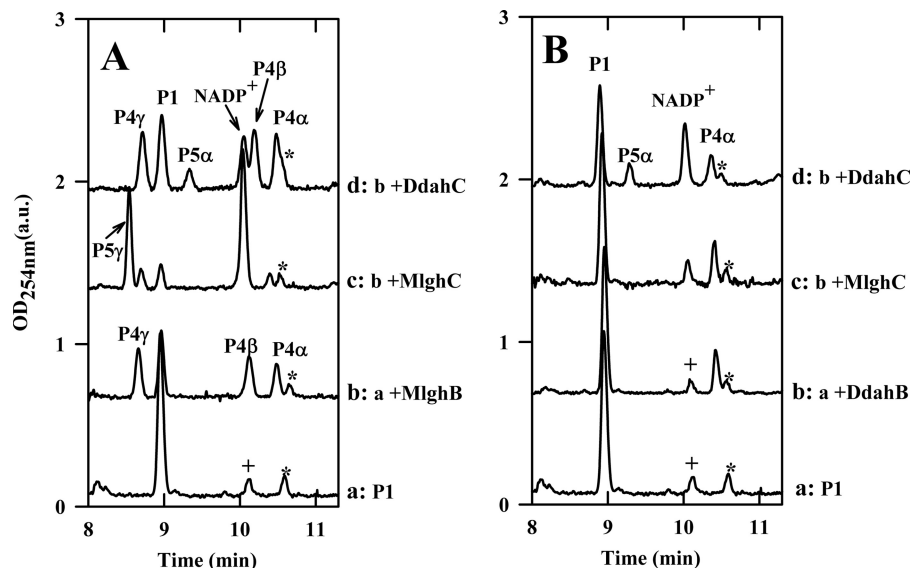 A
B
3
2
1
0
OD254nm(a.u.)
P4γ
P1
P5α
NADP+
P4β
P4α
*
d: b +DdahC
P5γ
*
c: b +MlghC
P4γ
P4β
P4α
*
b: a +MlghB
+
*
a: P1
8 9 10 11
Time (min)
3
2
1
0
P1
P5α
NADP+
P4α
*
d: b +DdahC
*
c: b +MlghC
+
*
b: a +DdahB
+
*
a: P1
8 9 10 11
Time (min)